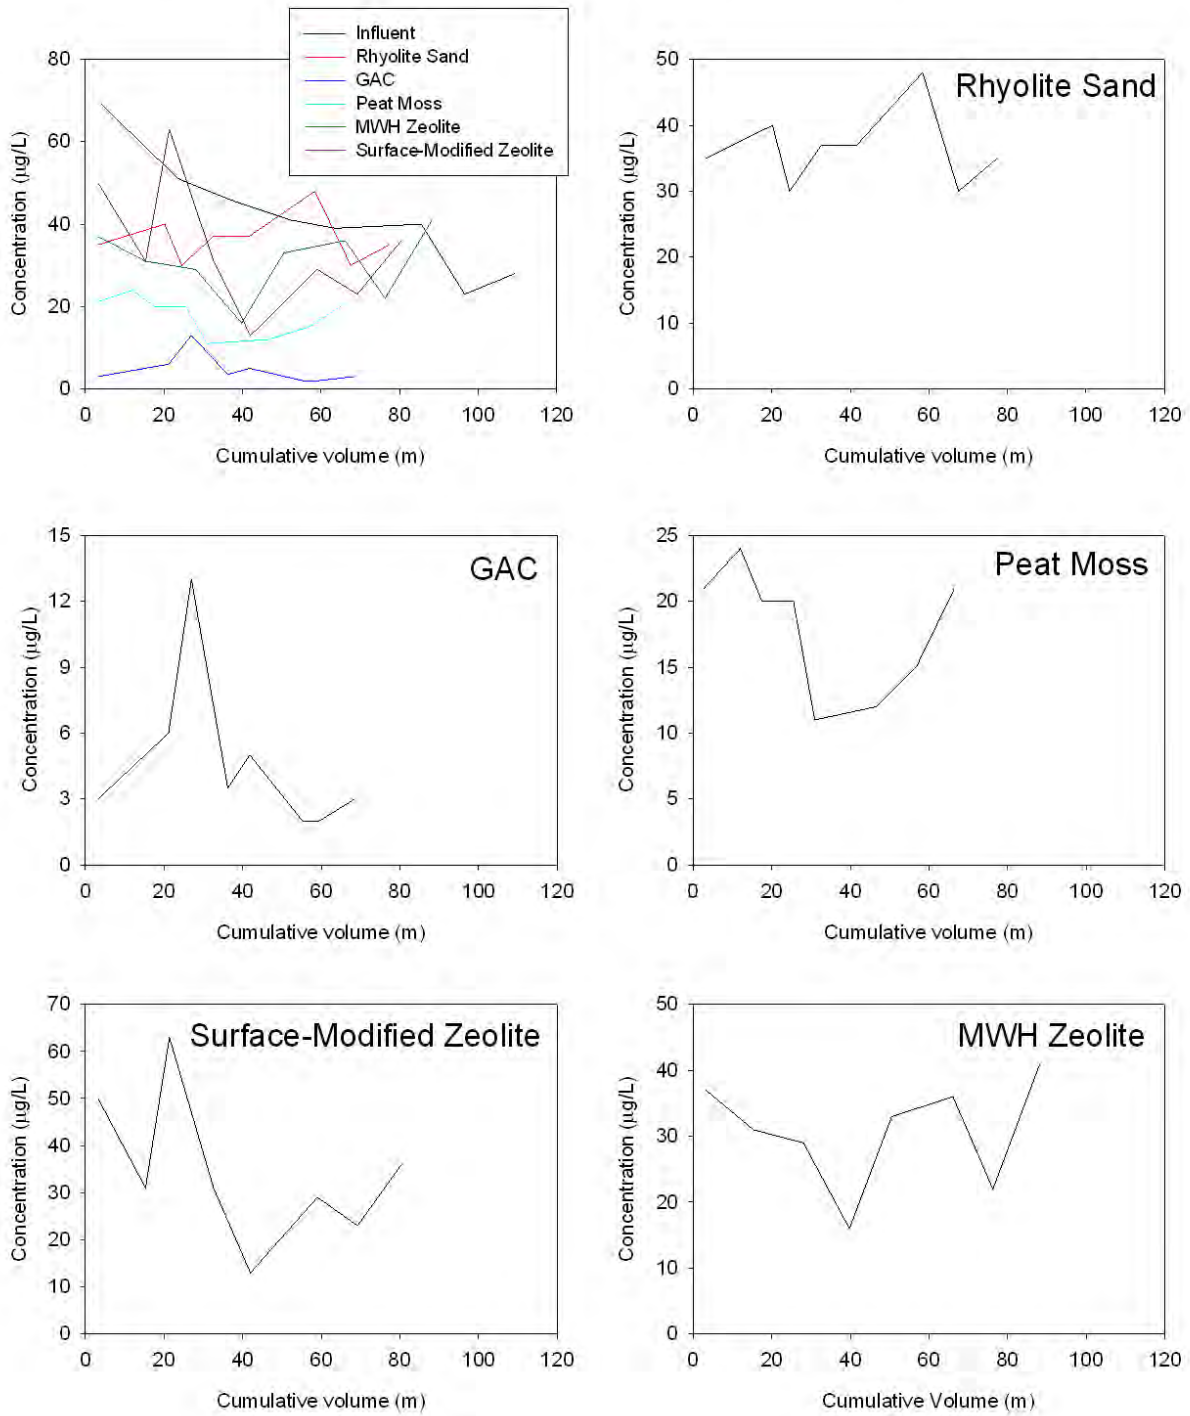 Influent
Rhyolite Sand
GAC
Peat Moss
MWH Zeolite
Surface-Modified Zeolite
Concentration (µg/L)
80
60
40
20
0
0 20 40 60 80 100 120
Cumulative volume (m)
Rhyolite Sand
Concentration (µg/L)
50
40
30
20
10
0
0 20 40 60 80 100 120
Cumulative volume (m)
GAC
Concentration (µg/L)
15
12
9
6
3
0
0 20 40 60 80 100 120
Cumulative volume (m)
Peat Moss
Concentration (µg/L)
25
20
15
10
5
0
0 20 40 60 80 100 120
Cumulative volume (m)
Surface-Modified Zeolite
Concentration (µg/L)
70
60
50
40
30
20
10
0
0 20 40 60 80 100 120
Cumulative volume (m)
MWH Zeolite
Concentration (µg/L)
50
40
30
20
10
0
0 20 40 60 80 100 120
Cumulative Volume (m)